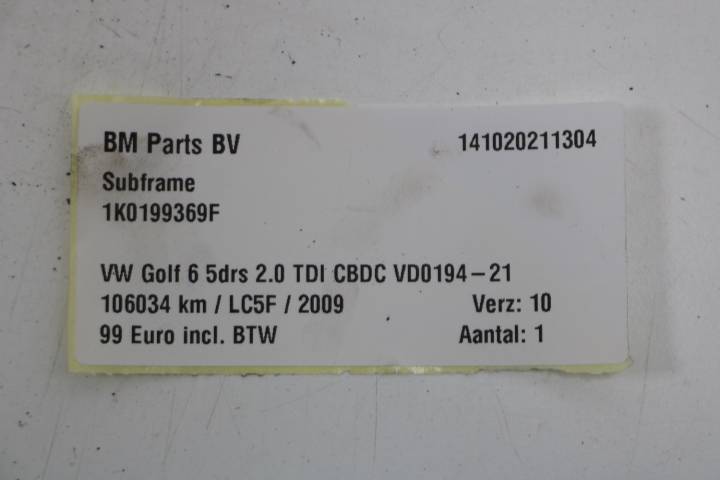 BM Parts BV 141020211304
Subframe
1K0199369F
VW Golf 6 5drs 2.0 TDI CBDC VD0194-21
106034 km / LC5F / 2009 Verz: 10
99 Euro incl. BTW Aantal: 1